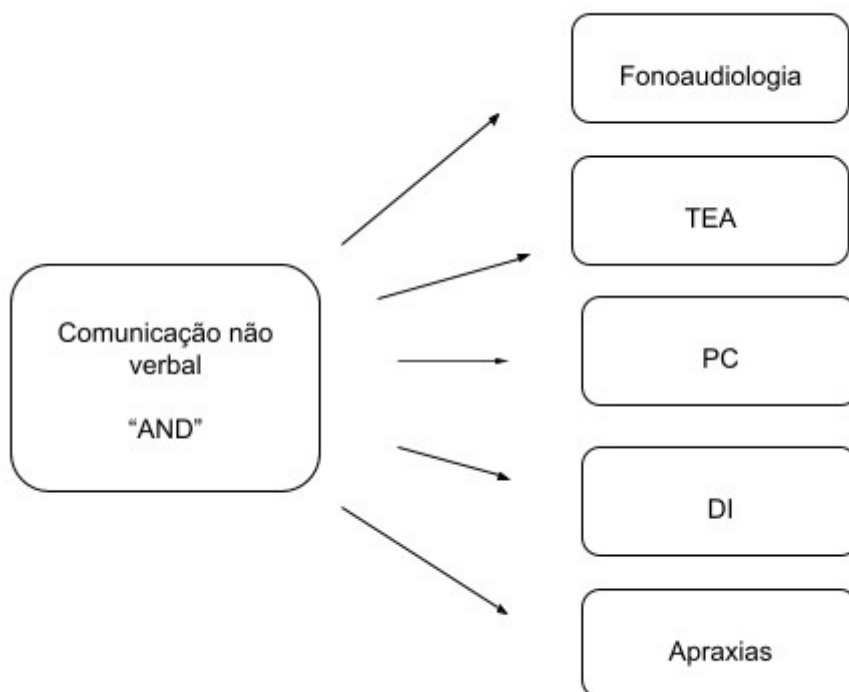 Comunicação não
verbal
“AND”
Fonoaudiologia
TEA
PC
DI
Apraxias